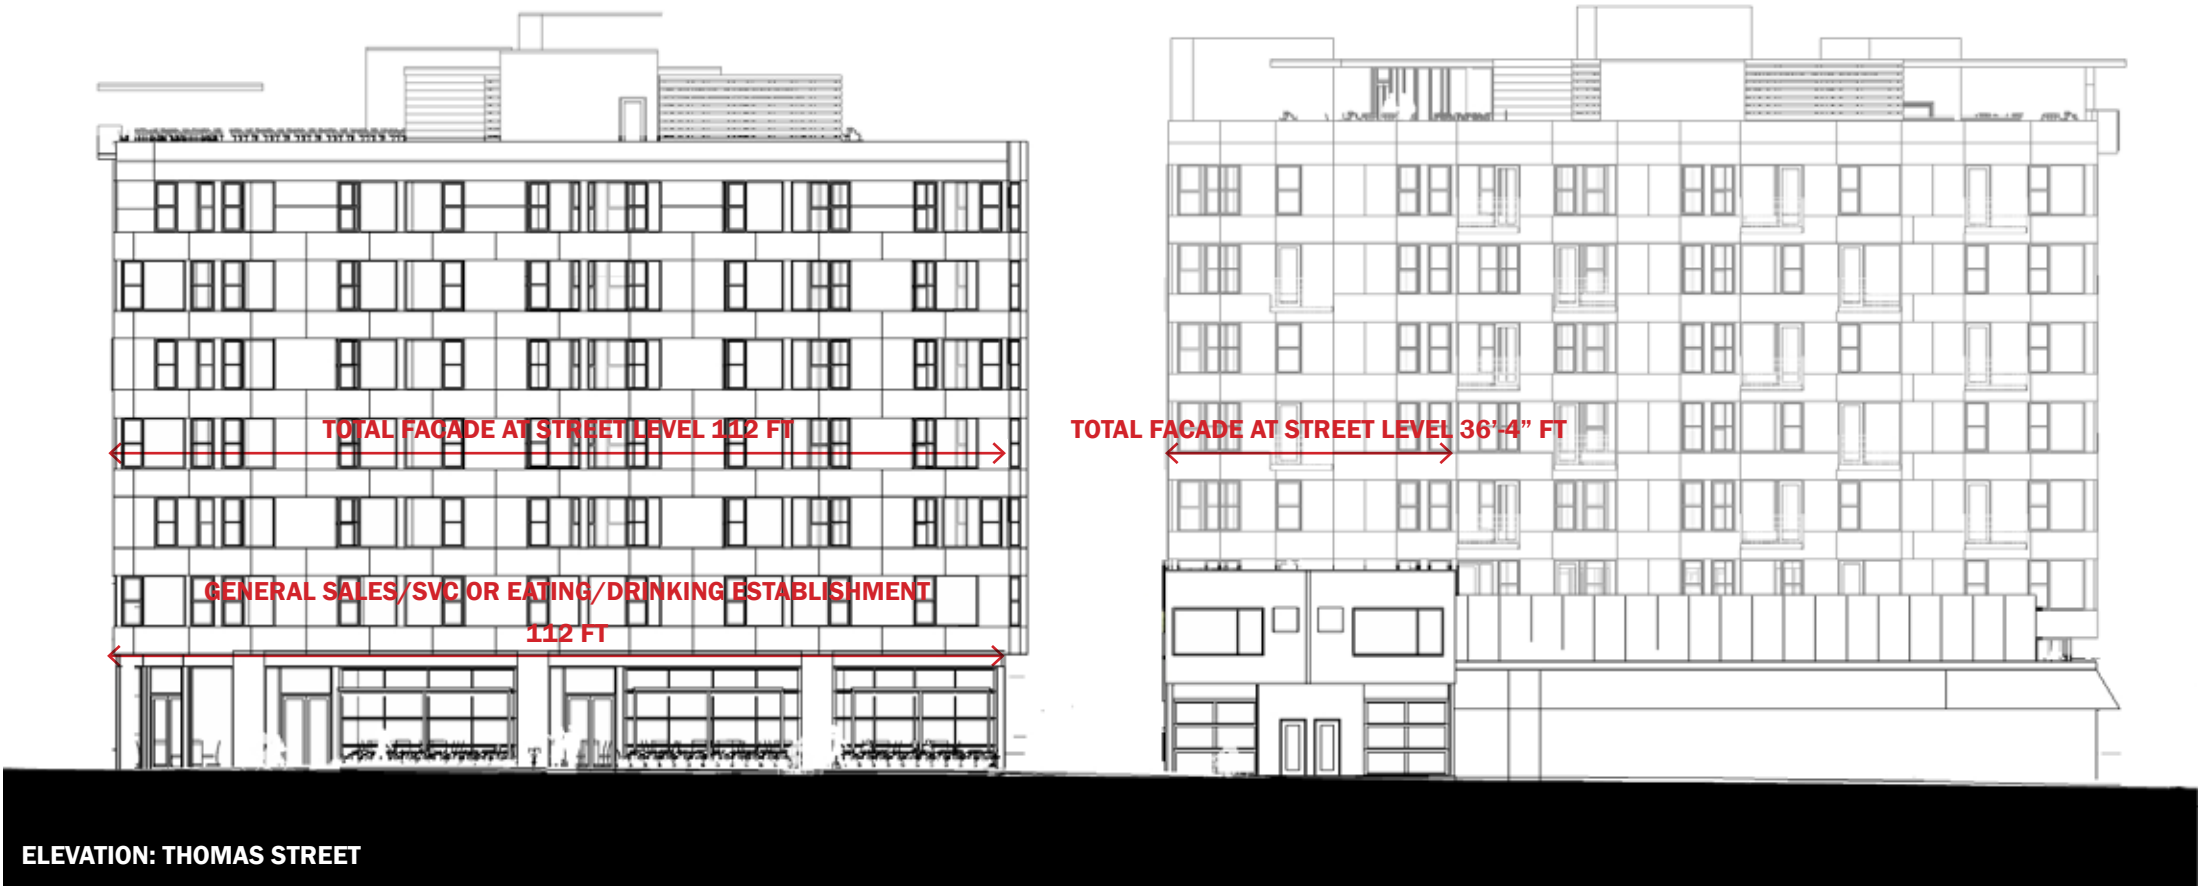 TOTAL FACADE AT STREET LEVEL 112 FT
TOTAL FACADE AT STREET LEVEL 36’-4” FT
GENERAL SALES/SVC OR EATING/DRINKING ESTABLISHMENT
112 FT
ELEVATION: THOMAS STREET